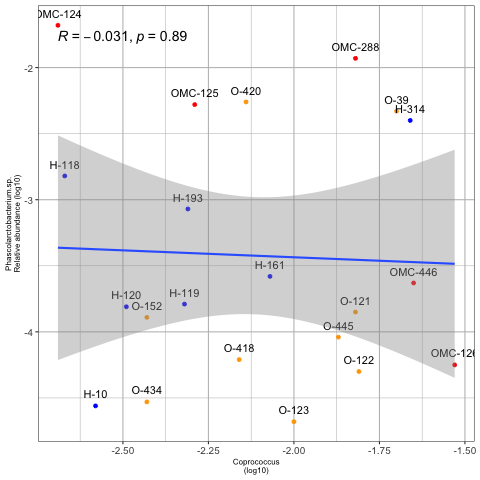 OMC-124
R = −0.031, p = 0.89
OMC-288
-2
OMC-125
O-420
O-39
H-314
H-118
-3
H-193
H-161
OMC-446
H-120
O-152
H-119
O-121
-4
O-445
O-418
O-122
OMC-126
H-10
O-434
O-123
Phascolarctobacterium.sp.
Relative abundante (log10)
-2.50
-2.25
-2.00
-1.75
-1.50
Coprococcus
(log10)